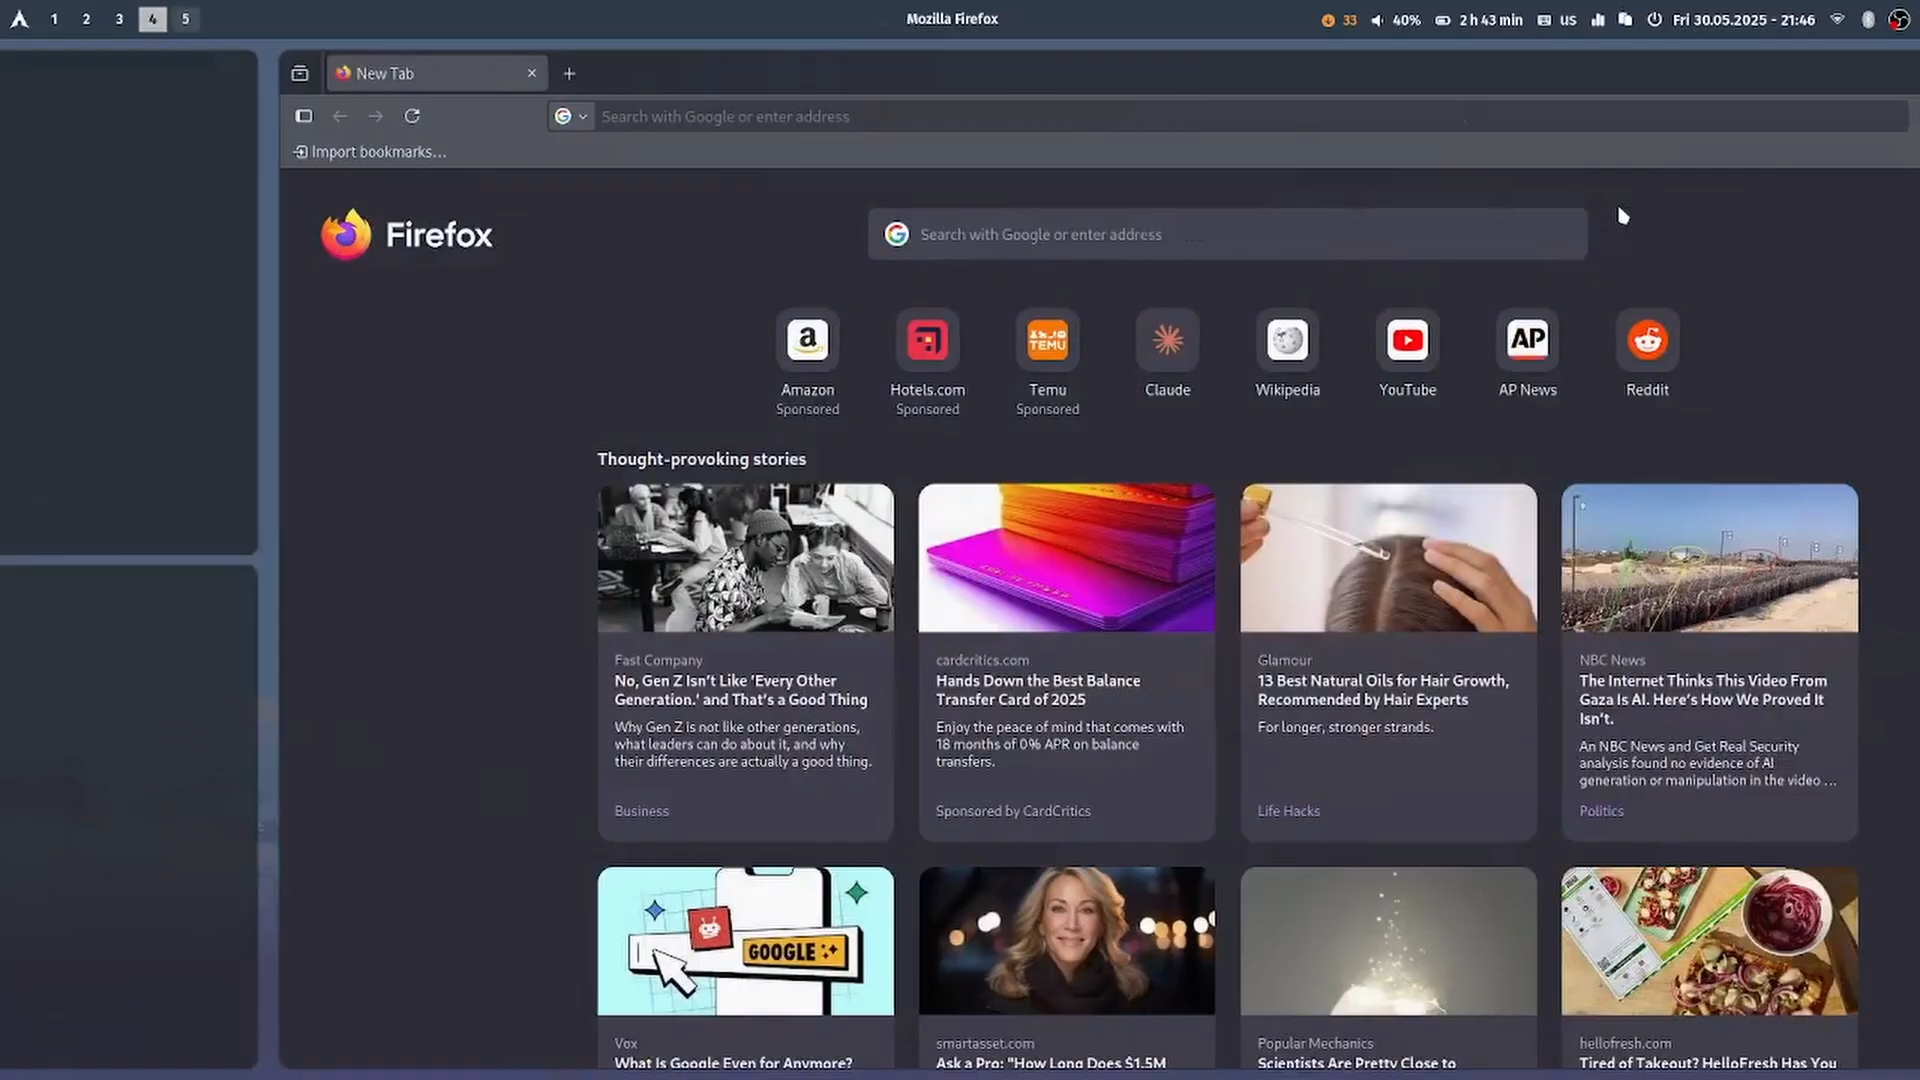 1 2 3 4 5
Mozilla Firefox
33 40% 2 h 43 min us Fri 30.05.2025 - 21:46
New Tab
Search with Google or enter address
Import bookmarks...
Firefox
Search with Google or enter address
a
TEMU
AP
Amazon
Sponsored
Hotels.com
Sponsored
Temu
Sponsored
Claude
Wikipedia
YouTube
AP News
Reddit
Thought-provoking stories
Fast Company
No, Gen Z Isn't Like 'Every Other
Generation.' and That's a Good Thing
Why Gen Z is not like other generations,
what leaders can do about it, and why
their differences are actually a good thing.
Business
cardcritics.com
Hands Down the Best Balance
Transfer Card of 2025
Enjoy the peace of mind that comes with
18 months of 0% APR on balance
transfers.
Sponsored by CardCritics
Glamour
13 Best Natural Oils for Hair Growth,
Recommended by Hair Experts
For longer, stronger strands.
Life Hacks
NBC News
The Internet Thinks This Video From
Gaza Is AI. Here's How We Proved It
Isn't.
An NBC News and Get Real Security
analysis found no evidence of AI
generation or manipulation in the video ...
Politics
GOOGLE
Vox
What Is Google Even for Anymore?
smartasset.com
Ask a Pro: "How Long Does $1.5M
Popular Mechanics
Scientists Are Pretty Close to
hellofresh.com
Tired of Takeout? HelloFresh Has You